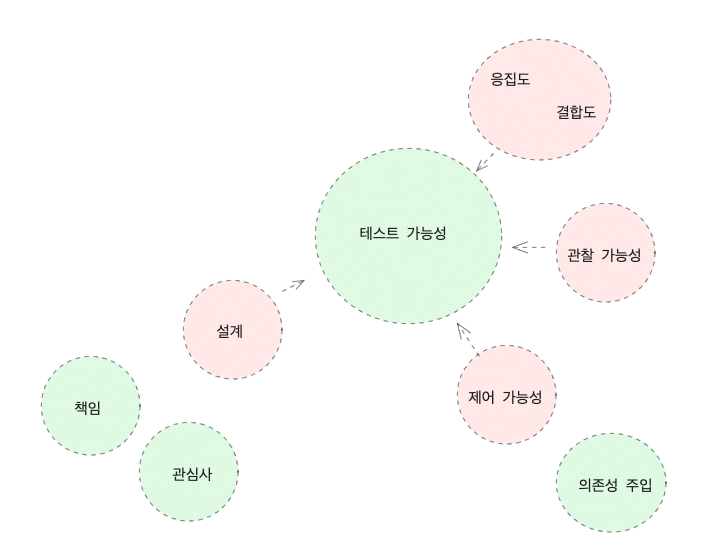 응집도
결합도
테스트 가능성
관찰 가능성
설계
제어 가능성
책임
관심사
의존성 주입